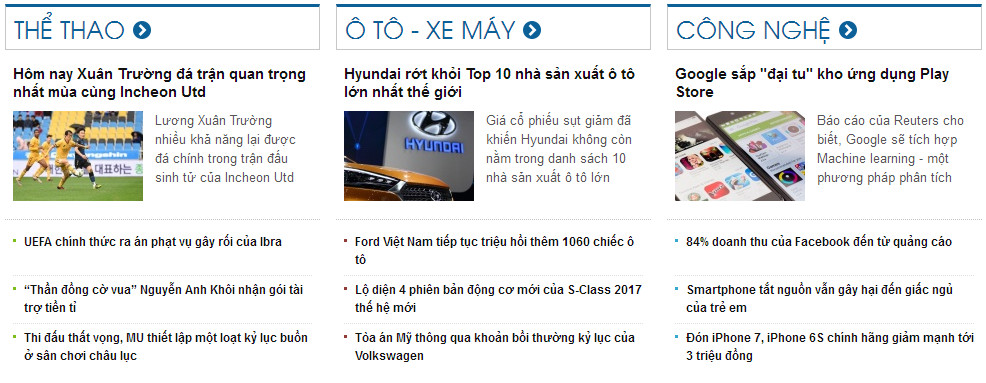 THỂ THAO
Hôm nay Xuân Trường đá trận quan trọng
nhất mùa cùng Incheon Utd
Lương Xuân Trường
nhiều khả năng lại được
đá chính trong trận đấu
sinh tử của Incheon Utd
UEFA chính thức ra án phạt vụ gây rối của Ibra
“Thần đồng cờ vua” Nguyễn Anh Khôi nhận gói tài
trợ tiền tỉ
Thi đấu thất vọng, MU thiết lập một loạt kỷ lục buồn
ở sân chơi châu lục
Ô TÔ - XE MÁY
Hyundai rớt khỏi Top 10 nhà sản xuất ô tô
lớn nhất thế giới
HYUNDAI
Giá cổ phiếu sụt giảm đã
khiến Hyundai không còn
nằm trong danh sách 10
nhà sản xuất ô tô lớn
Ford Việt Nam tiếp tục triệu hồi thêm 1060 chiếc ô
tô
Lộ diện 4 phiên bản động cơ mới của S-Class 2017
thế hệ mới
Tòa án Mỹ thông qua khoản bồi thường kỷ lục của
Volkswagen
CÔNG NGHỆ
Google sắp "đại tu" kho ứng dụng Play
Store
Báo cáo của Reuters cho
biết, Google sẽ tích hợp
Machine learning - một
phương pháp phân tích
84% doanh thu của Facebook đến từ quảng cáo
Smartphone tắt nguồn vẫn gây hại đến giấc ngủ
của trẻ em
Đón iPhone 7, iPhone 6S chính hãng giảm mạnh tới
3 triệu đồng